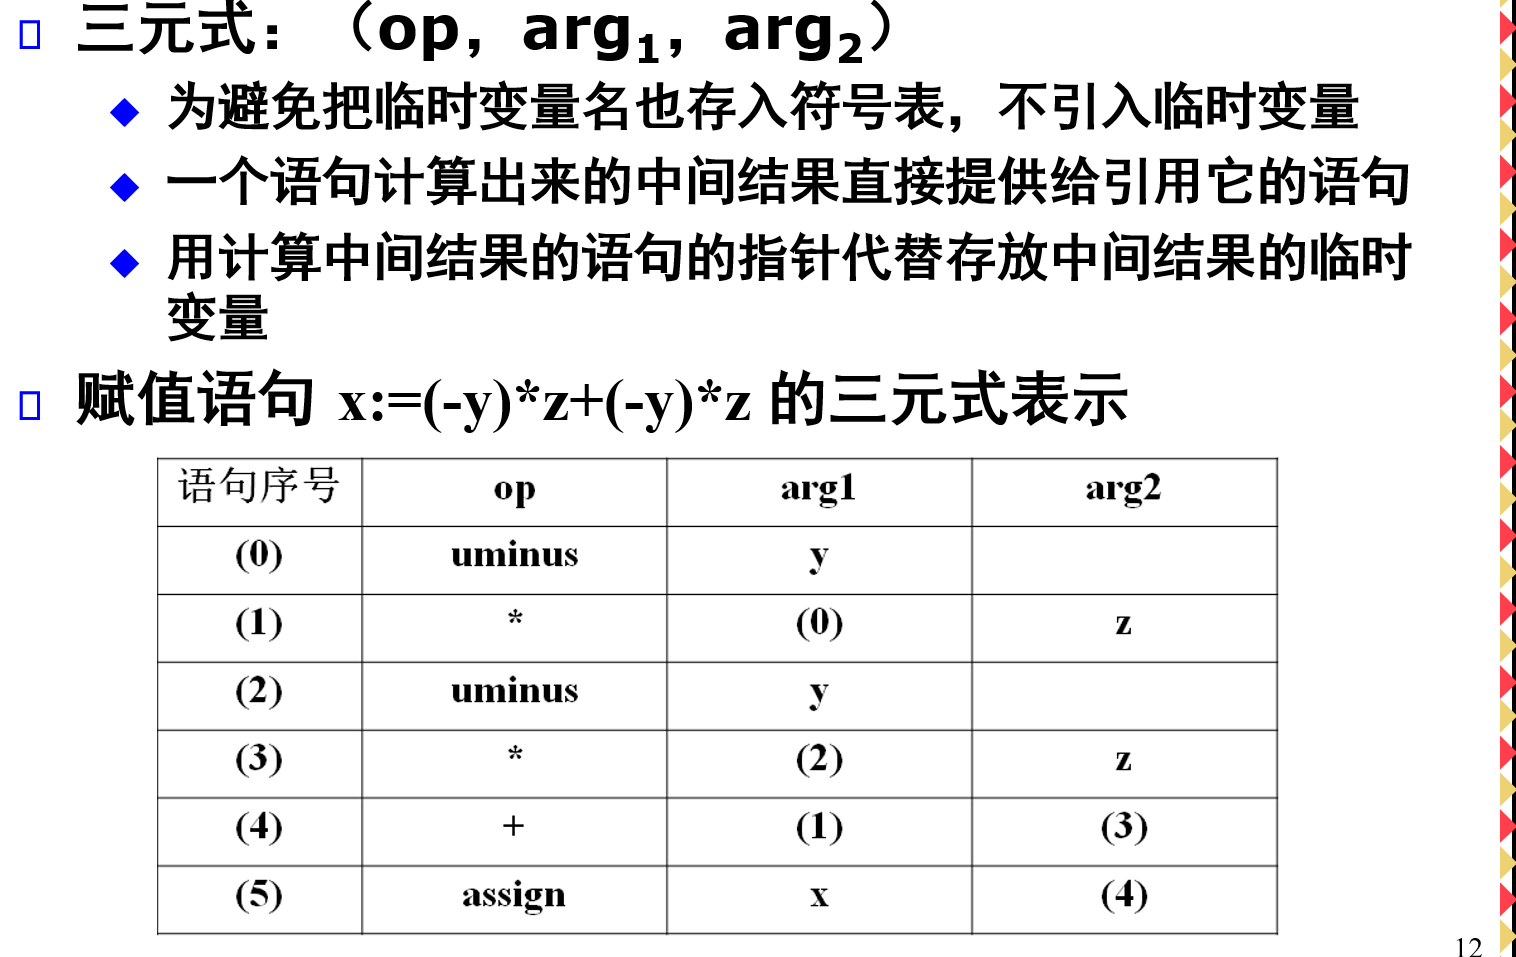 三元式：（op，arg1，arg2）
为避免把临时变量名也存入符号表，不引入临时变量
一个语句计算出来的中间结果直接提供给引用它的语句
用计算中间结果的语句的指针代替存放中间结果的临时
变量
赋值语句 x:=(-y)*z+(-y)*z 的三元式表示
语句序号 op arg1 arg2
(0) uminus y
(1) * (0) z
(2) uminus y
(3) * (2) z
(4) + (1) (3)
(5) assign x (4)
12